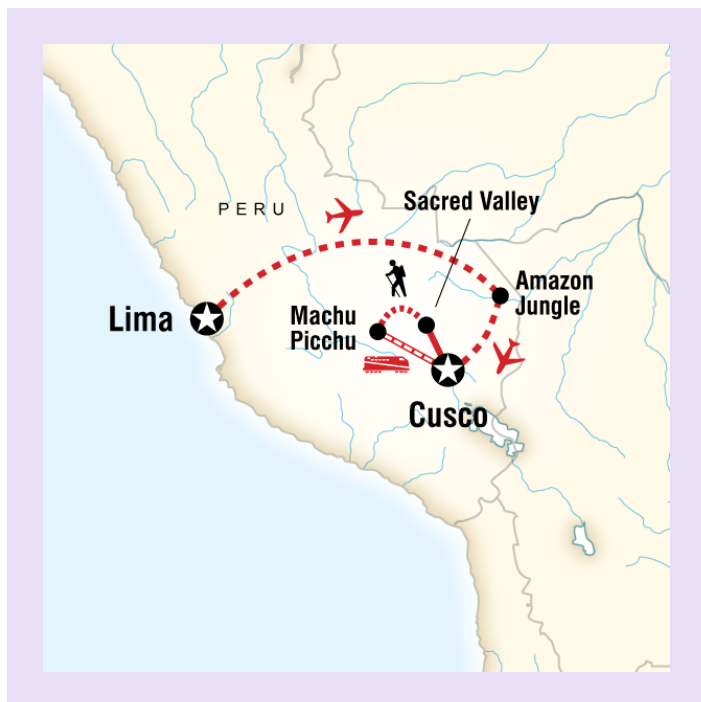 PERU
Sacred Valley
Amazon
Jungle
Lima
Machu
Picchu
Cusco